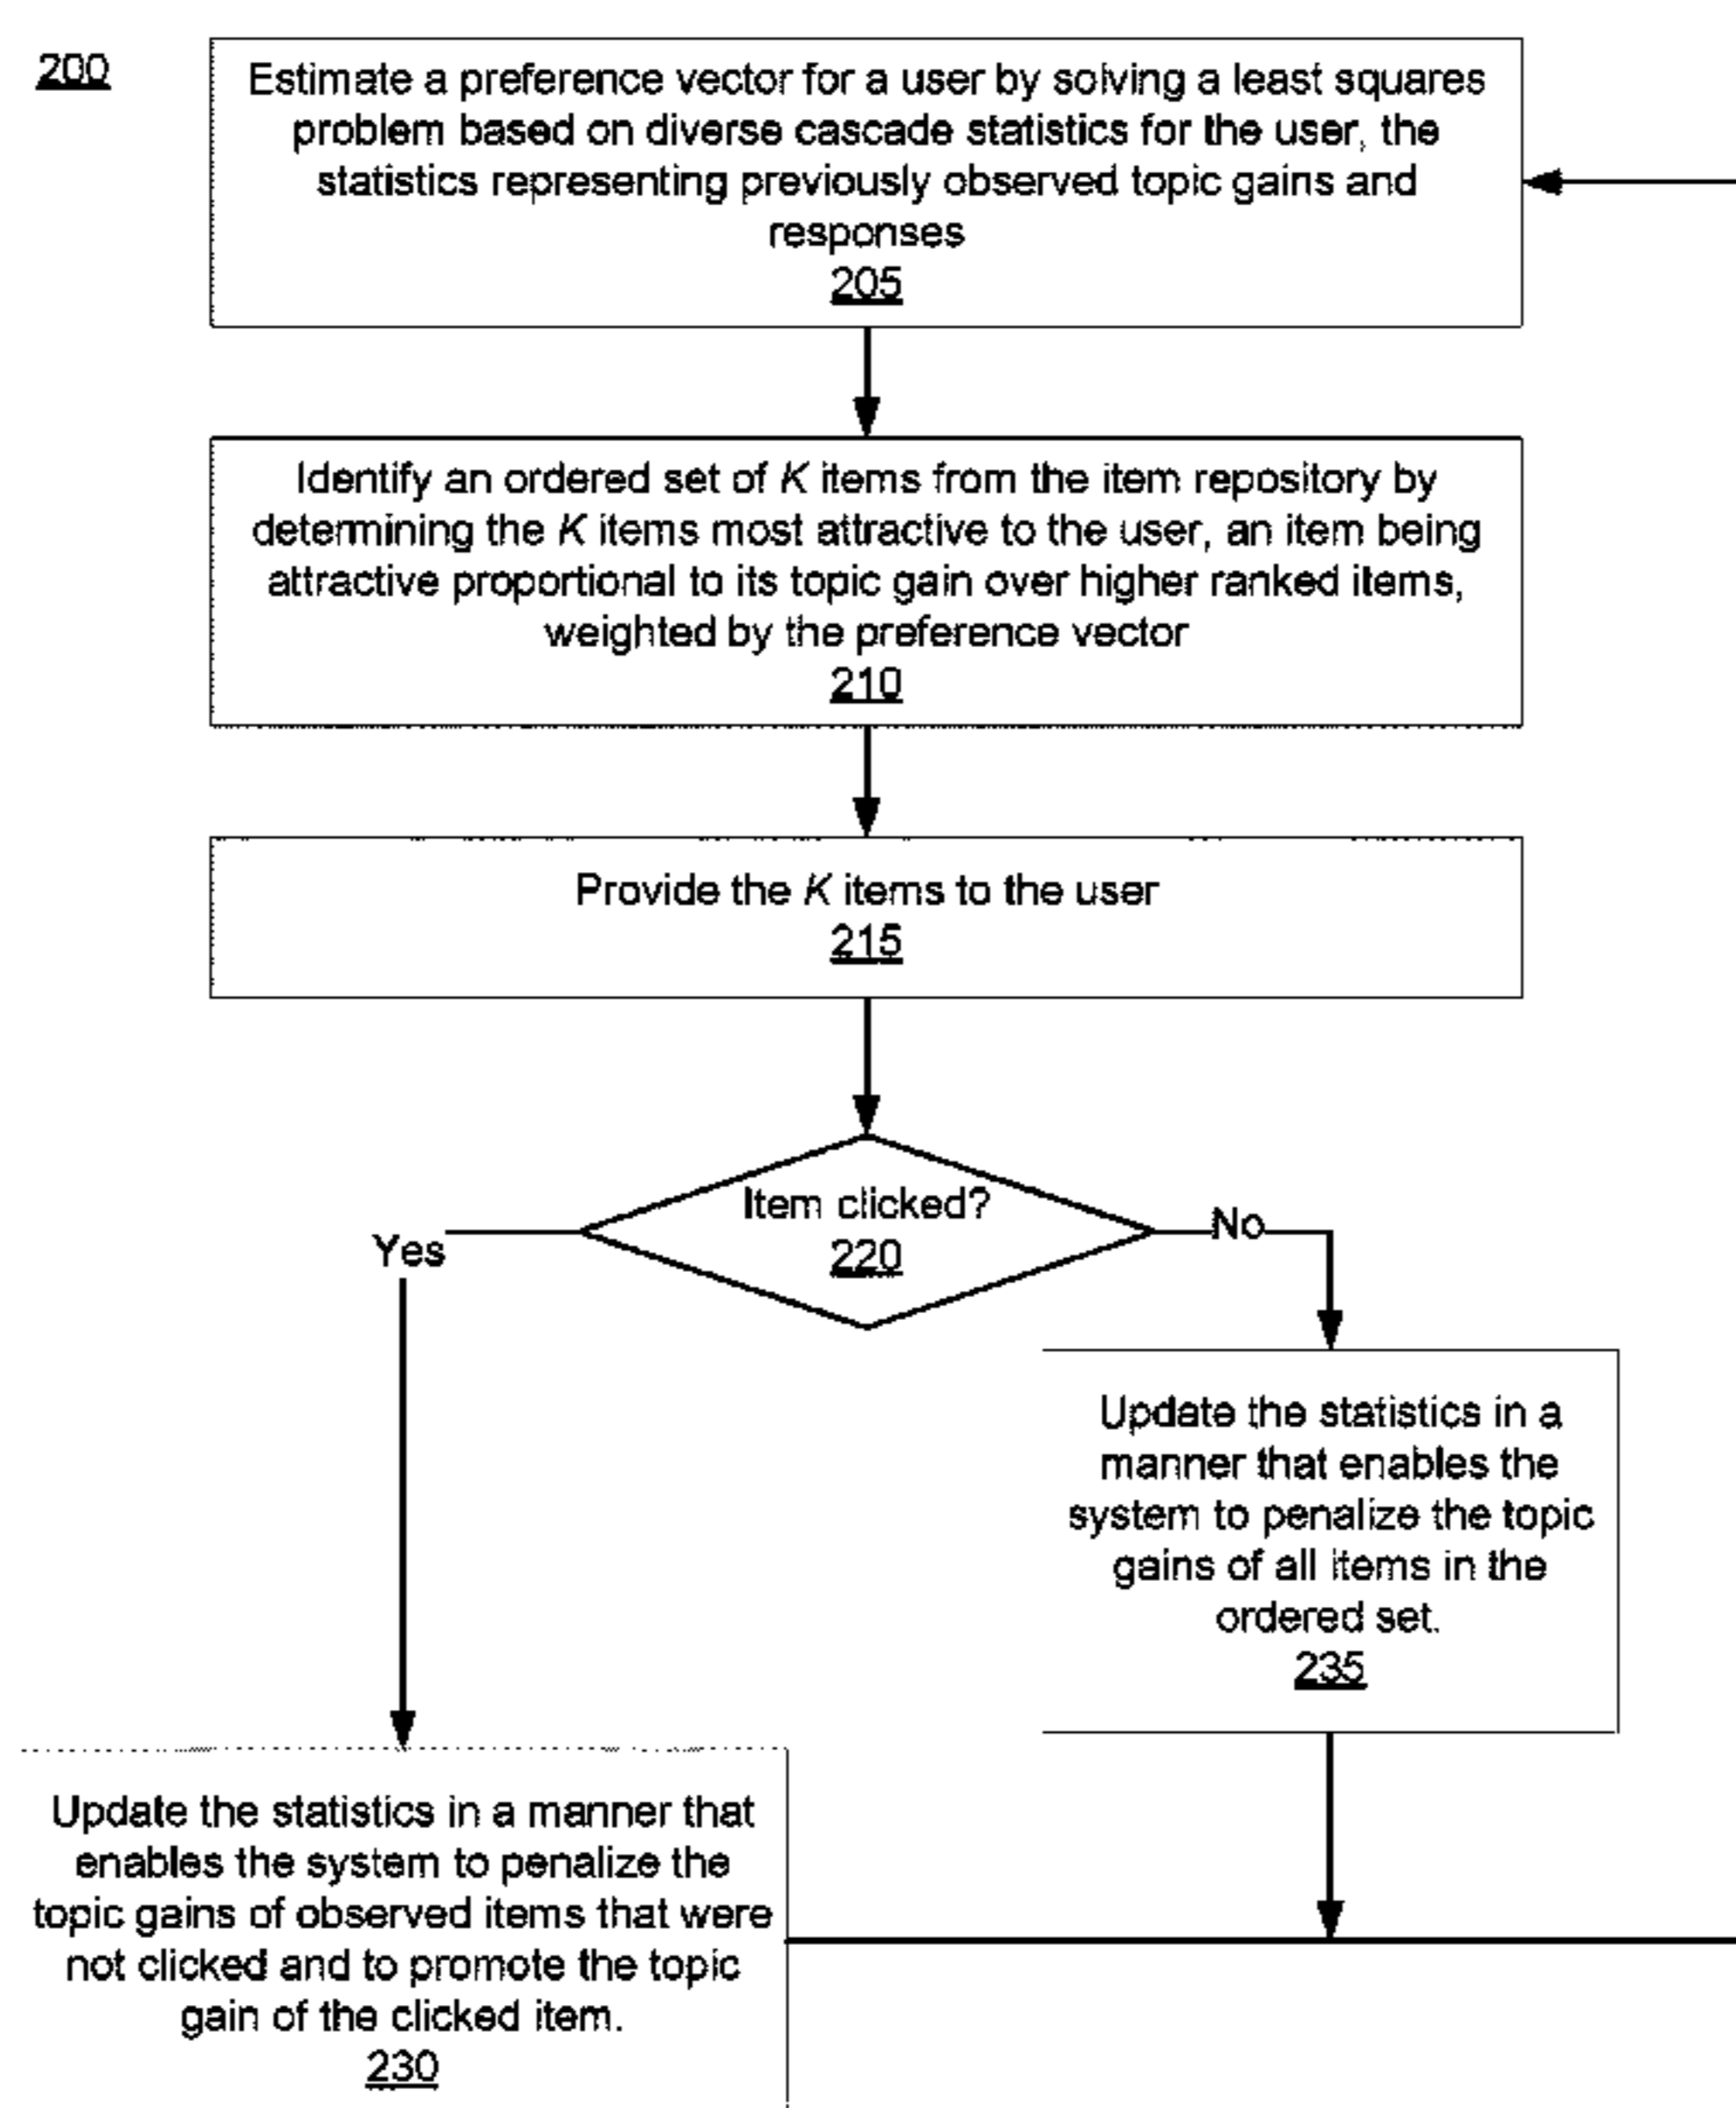 200
Estimate a preference vector for a user by solving a least squares
problem based on diverse cascade statistics for the user, the
statistics representing previously observed topic gains and
responses
205
Identify an ordered set of K items from the item repository by
determining the K items most attractive to the user, an item being
attractive proportional to its topic gain over higher ranked items,
weighted by the preference vector
210
Provide the K items to the user
215
Item clicked?
220
Yes
No
Update the statistics in a
manner that enables the
system to penalize the topic
gains of all items in the
ordered set.
235
Update the statistics in a manner that
enables the system to penalize the
topic gains of observed items that were
not clicked and to promote the topic
gain of the clicked item.
230